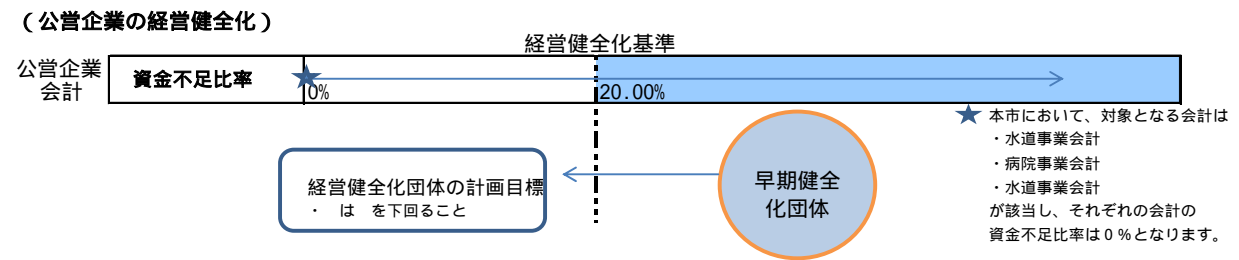 (公営企業の経営健全化)
経営健全化基準
公営企業
会計
資金不足比率
0%
20.00%
★ 本市において、対象となる会計は
・水道事業会計
・病院事業会計
・水道事業会計
が該当し、それぞれの会計の
資金不足比率は0%となります。
経営健全化団体の計画目標
・ は を下回ること
早期健全
化団体